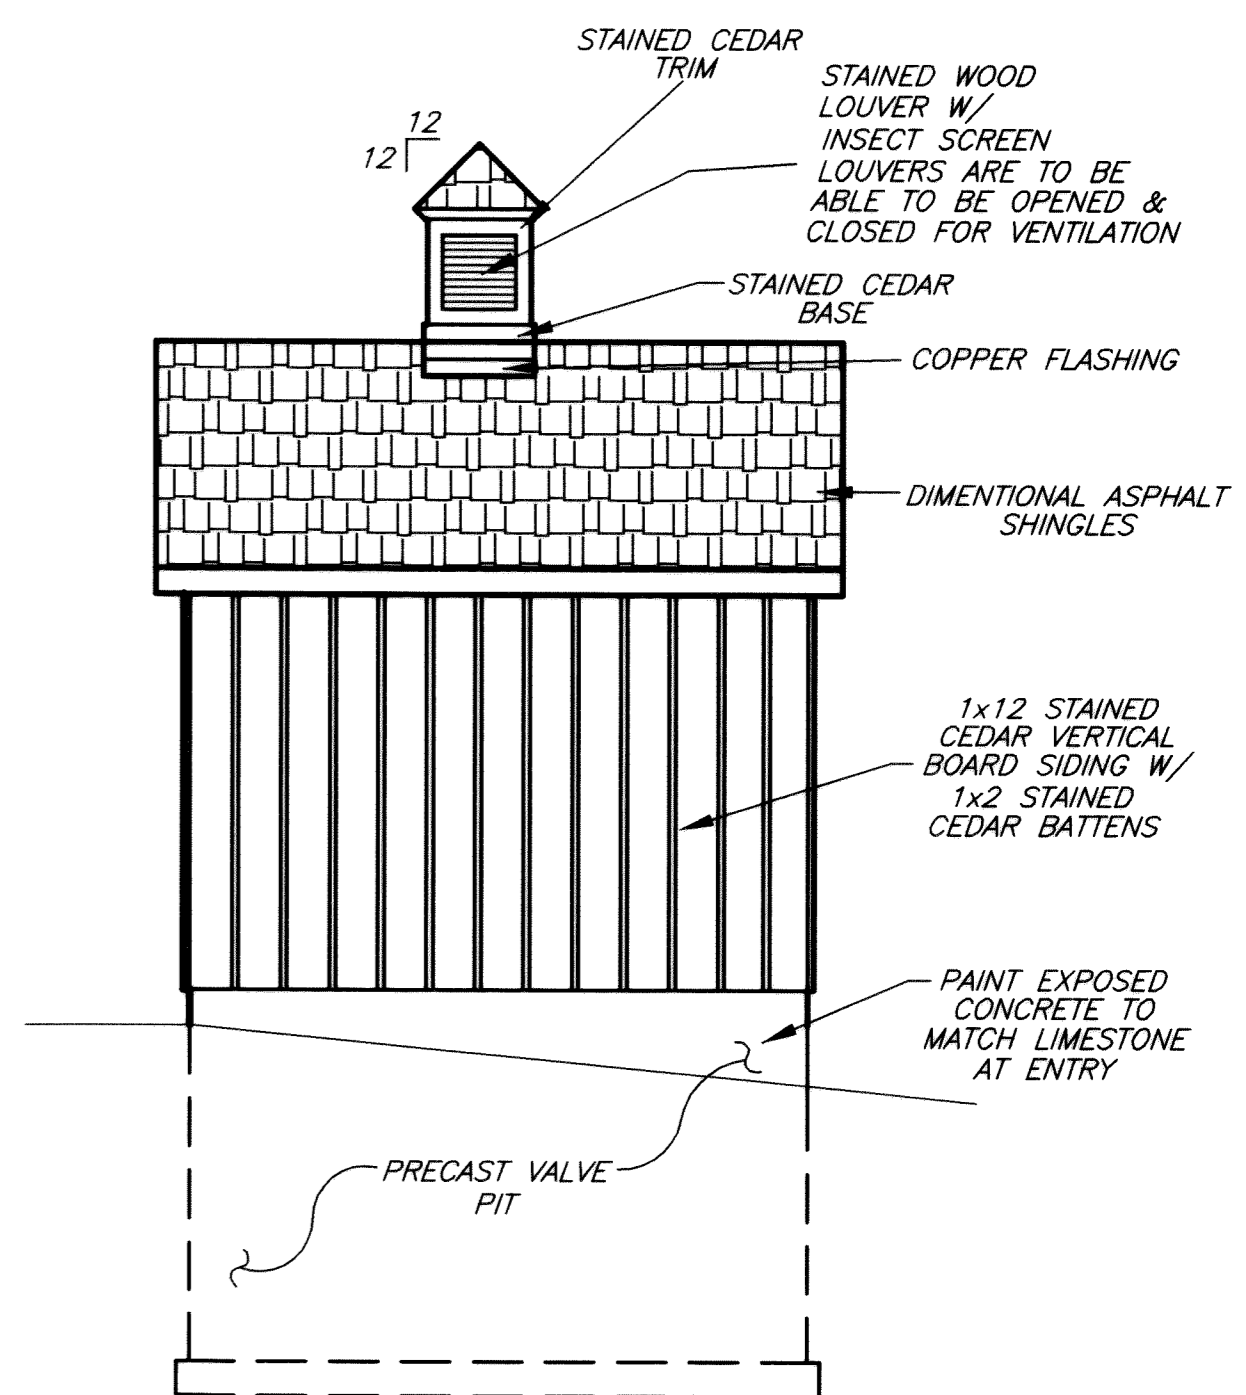 STAINED CEDAR
TRIM
STAINED WOOD
LOUVER W/
INSECT SCREEN
LOUVERS ARE TO BE
ABLE TO BE OPENED &
CLOSED FOR VENTILATION
12
12
STAINED CEDAR
BASE
COPPER FLASHING
DIMENTIONAL ASPHALT
SHINGLES
1x12 STAINED
CEDAR VERTICAL
BOARD SIDING W/
1x2 STAINED
CEDAR BATTENS
PAINT EXPOSED
CONCRETE TO
MATCH LIMESTONE
AT ENTRY
PRECAST VALVE
PIT